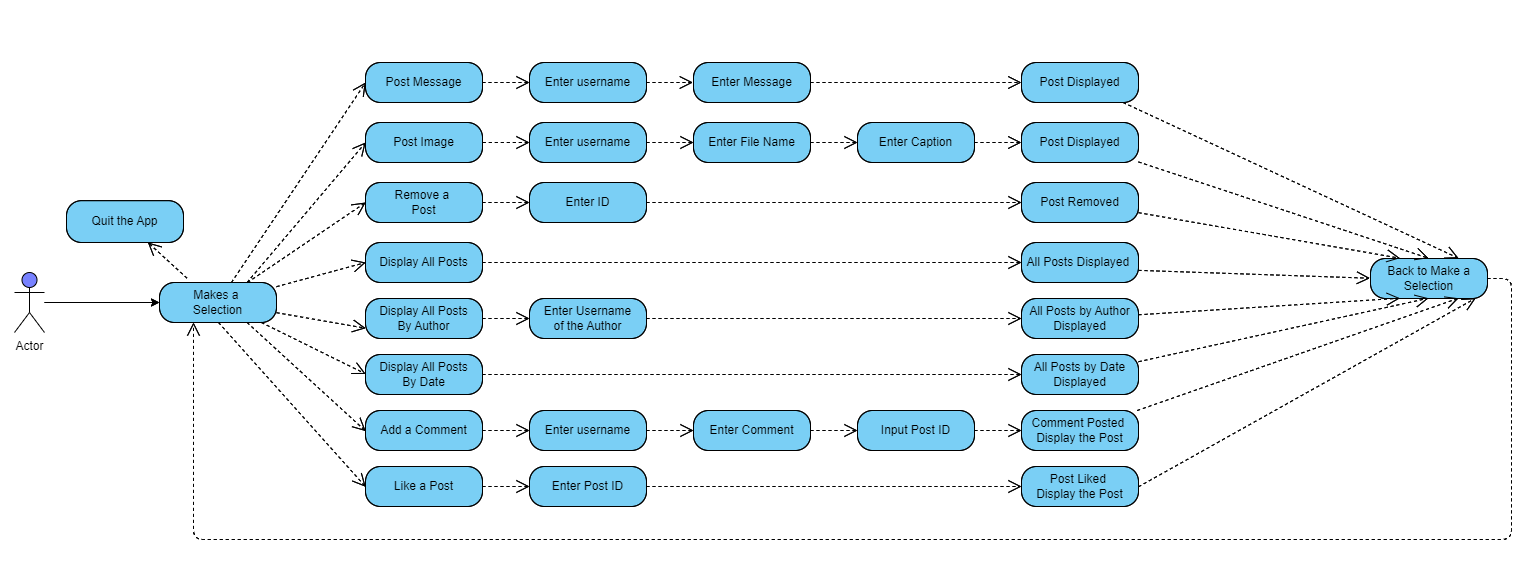 Post Message
Enter username
Enter Message
Post Displayed
Post Image
Enter username
Enter File Name
Enter Caption
Post Displayed
Remove a
Post
Enter ID
Post Removed
Quit the App
Display All Posts
All Posts Displayed
Back to Make a
Selection
Makes a
Selection
Actor
Display All Posts
By Author
Enter Username
of the Author
All Posts by Author
Displayed
Display All Posts
By Date
All Posts by Date
Displayed
Add a Comment
Enter username
Enter Comment
Input Post ID
Comment Posted
Display the Post
Like a Post
Enter Post ID
Post Liked
Display the Post